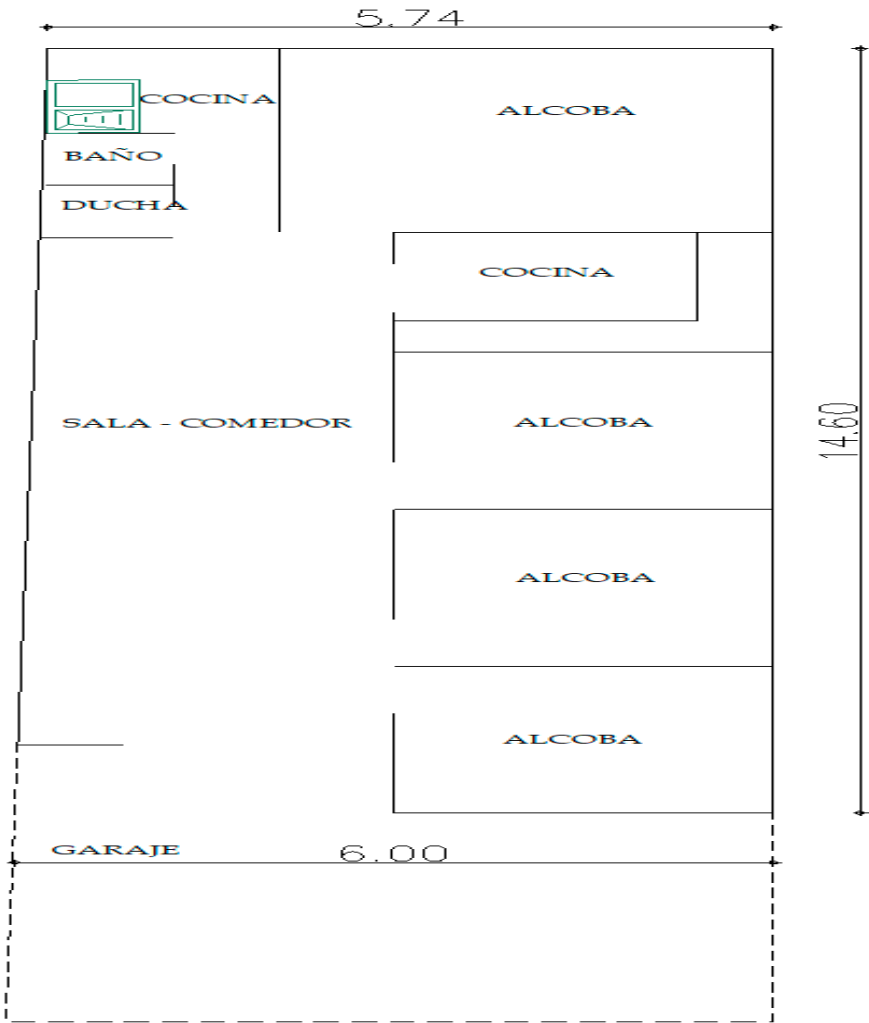 5.74
COCINA
ALCOBA
BAÑO
DUCHA
COCINA
SALA - COMEDOR
ALCOBA
14.60
ALCOBA
ALCOBA
GARAJE
6.00